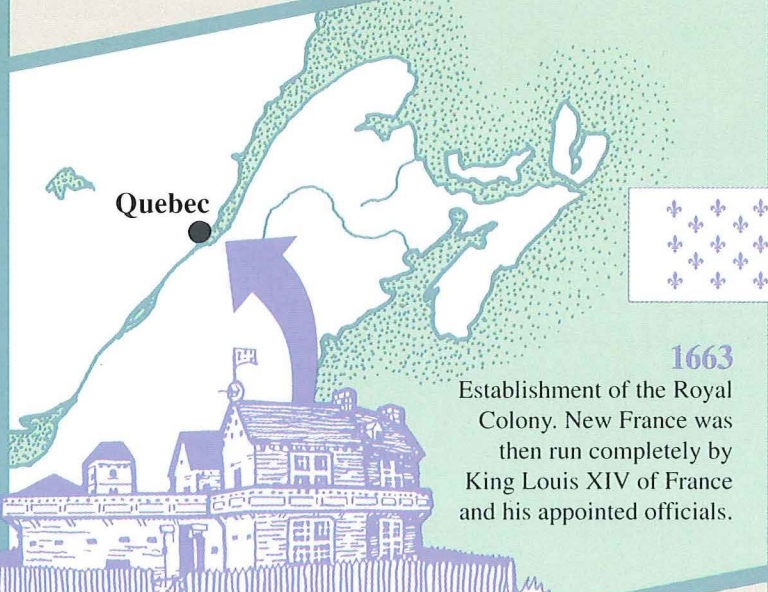 Quebec
1663
Establishment of the Royal
Colony. New France was
then run completely by
King Louis XIV of France
and his appointed officials.